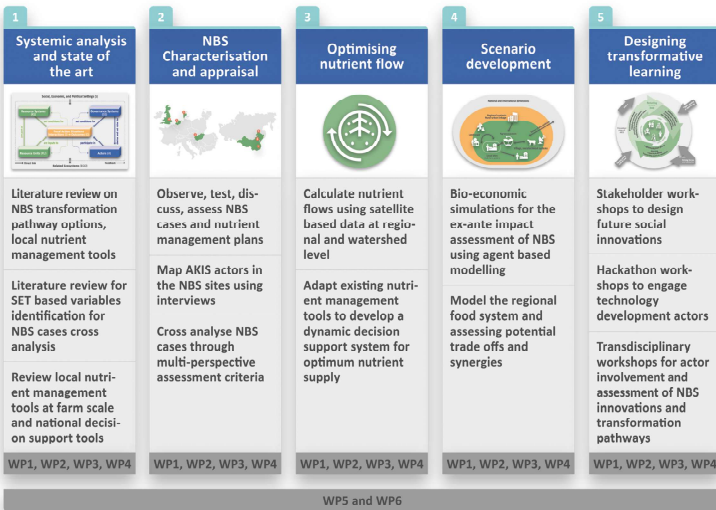 1
Systemic analysis
and state of
the art
Literature review on
NBS transformation
pathway options,
local nutrient
management tools
Literature review for
SET based variables
identification for
NBS cases cross
analysis
Review local nutri-
ent management
tools at farm scale
and national decisi-
on support tools
WP1, WP2, WP3, WP4
2
NBS
Characterisation
and appraisal
Observe, test, dis-
cuss, assess NBS
cases and nutrient
management plans
Map AKIS actors in
the NBS sites using
interviews
Cross analyse NBS
cases through
multi-perspective
assessment criteria
WP1, WP2, WP3, WP4
3
Optimising
nutrient flow
Calculate nutrient
flows using satellite
based data at regio-
nal and watershed
level
Adapt existing nutri-
ent management
tools to develop a
dynamic decision
support system for
optimum nutrient
supply
WP1, WP2, WP3, WP4
4
Scenario
development
Bio-economic
simulations for the
ex-ante impact
assessment of NBS
using agent based
modelling
Model the regional
food system and
assessing potential
trade offs and
synergies
WP1, WP2, WP3, WP4
5
Designing
transformative
learning
Stakeholder work-
shops to design
future social
innovations
Hackathon work-
shops to engage
technology
development actors
Transdisciplinary
workshops for actor
involvement and
assessment of NBS
innovations and
transformation
pathways
WP1, WP2, WP3, WP4
WP5 and WP6